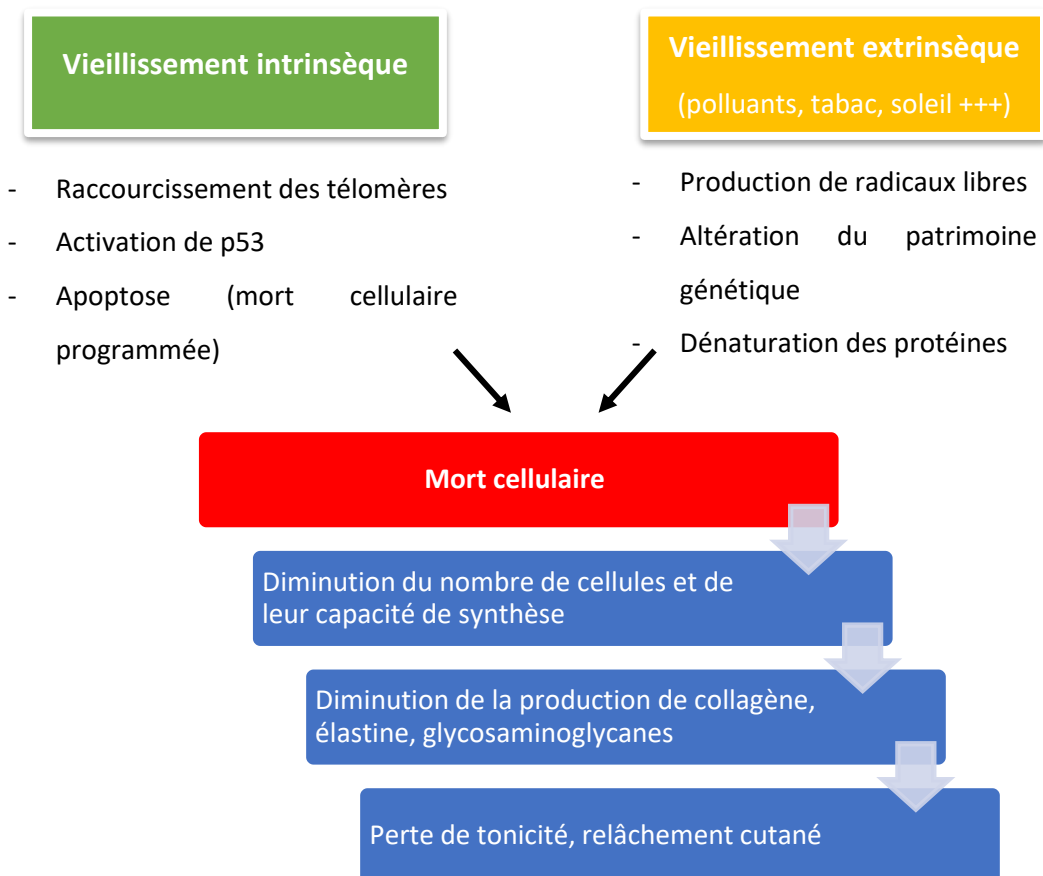 Vieillissement intrinsèque
- Raccourcissement des télomères
- Activation de p53
- Apoptose (mort cellulaire
programmée)
Vieillissement extrinsèque
(polluants, tabac, soleil +++)
- Production de radicaux libres
- Altération du patrimoine
génétique
- Dénaturation des protéines
Mort cellulaire
Diminution du nombre de cellules et de
leur capacité de synthèse
Diminution de la production de collagène,
élastine, glycosaminoglycanes
Perte de tonicité, relâchement cutané